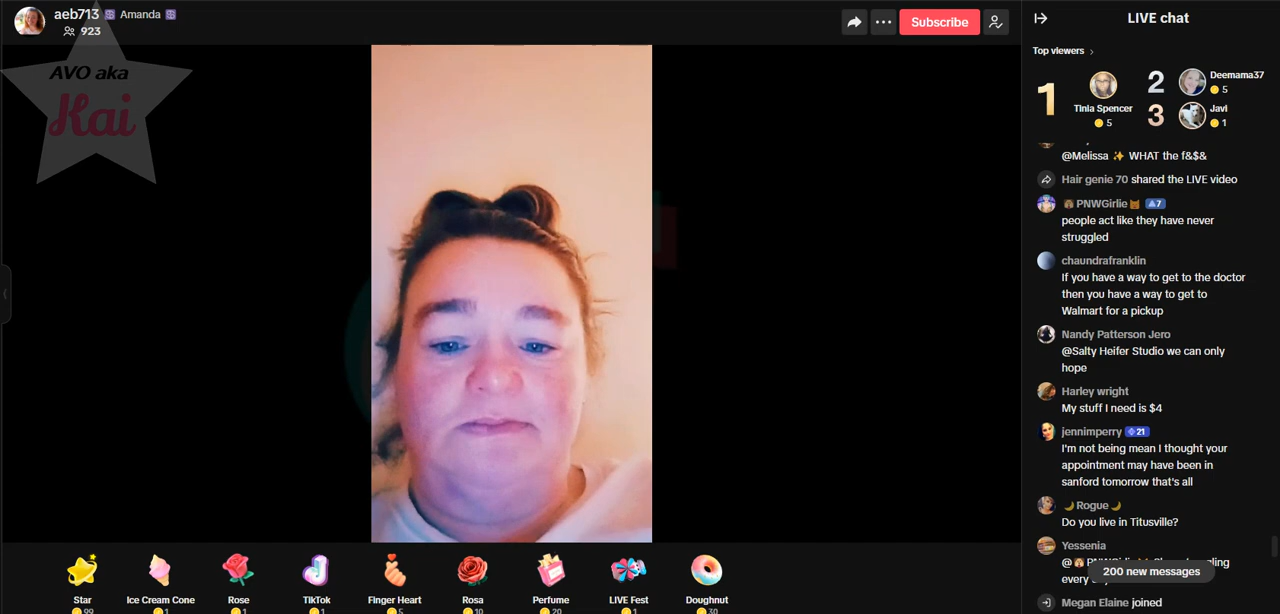 aeb713 Amanda
923
AVO aka
Kai
Subscribe
LIVE chat
Top viewers
1
Tinla Spencer
5
2
Deemama37
5
3
Javi
1
@Melissa ✨ WHAT the f&$&
Hair genie 70 shared the LIVE video
PNWGirlie 7
people act like they have never
struggled
chaundrafranklin
If you have a way to get to the doctor
then you have a way to get to
Walmart for a pickup
Nandy Patterson Jero
@Salty Heifer Studio we can only
hope
Harley wright
My stuff I need is $4
jennimperry 21
I'm not being mean I thought your
appointment may have been in
sanford tomorrow that's all
🌙Rogue🌙
Do you live in Titusville?
Yessenia
200 new messages
every
Megan Elaine joined
Star
99
Ice Cream Cone
1
Rose
1
TikTok
1
Finger Heart
5
Rosa
10
Perfume
20
LIVE Fest
1
Doughnut
30